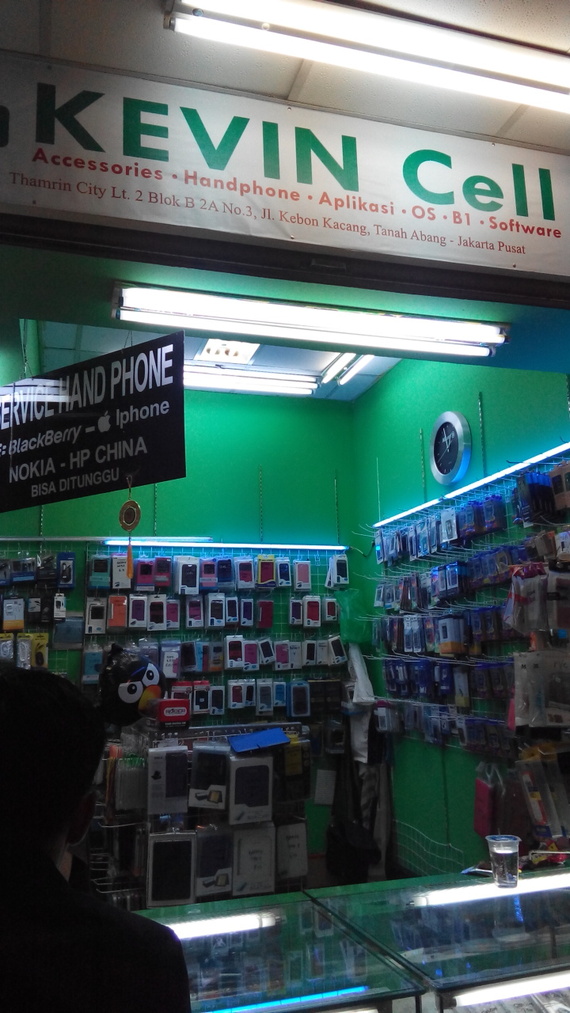 KEVIN Cell
Accessories • Handphone • Aplikasi • OS • B1 • Software
Thamrin City Lt. 2 Blok B 2A No.3, Jl. Kebon Kacang, Tanah Abang - Jakarta Pusat
SERVICE HAND PHONE
BlackBerry - Iphone
NOKIA - HP CHINA
BISA DITUNGGU